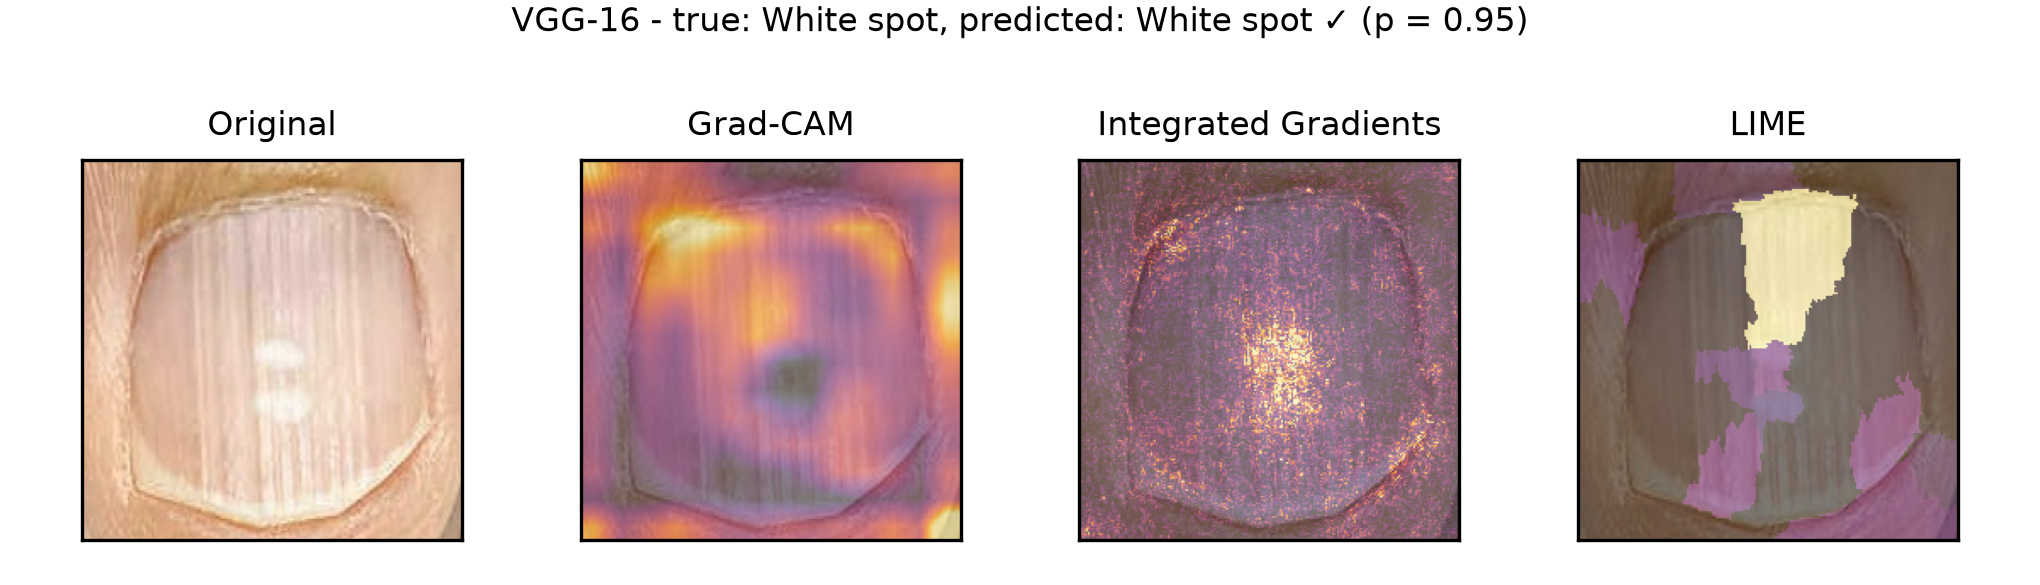 VGG-16 - true: White spot, predicted: White spot ✓ (p = 0.95)
Original
Grad-CAM
Integrated Gradients
LIME